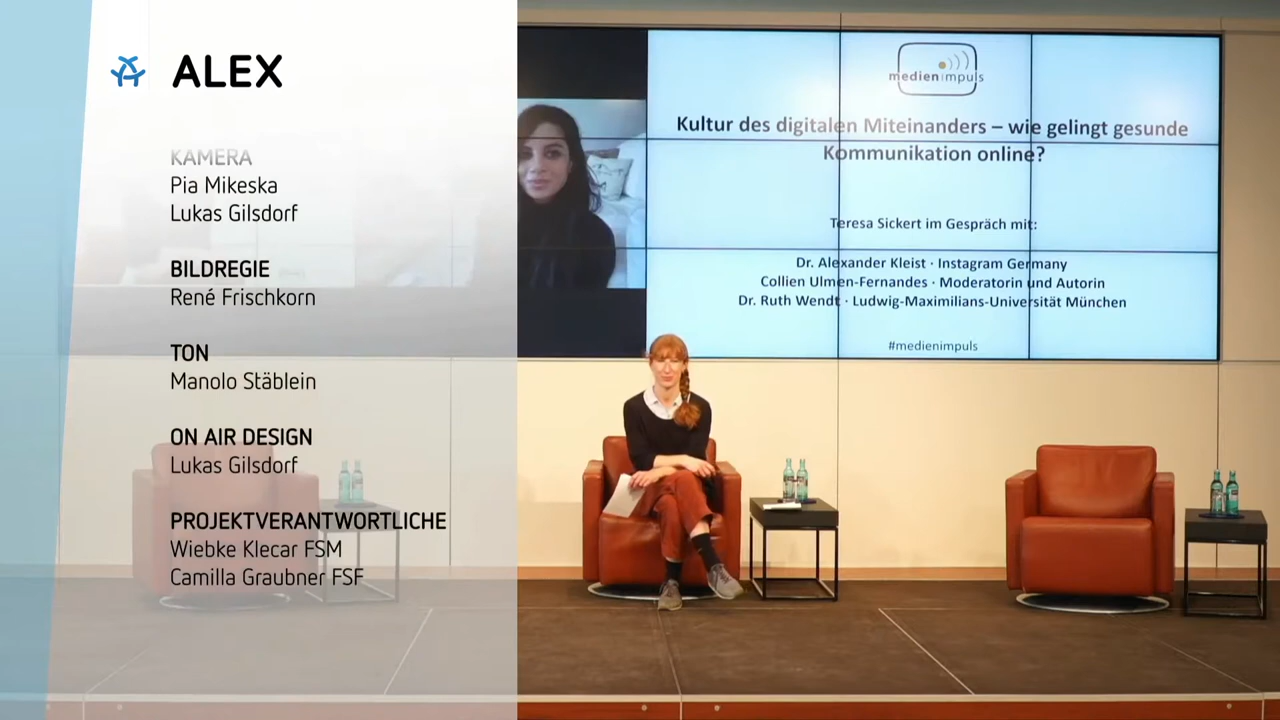 ALEX
KAMERA
Pia Mikeska
Lukas Gilsdorf
BILDREGIE
René Frischkorn
TON
Manolo Stäblein
ON AIR DESIGN
Lukas Gilsdorf
PROJEKTVERANTWORTLICHE
Wiebke Klecar FSM
Camilla Graubner FSF
medienimpuls
Kultur des digitalen Miteinanders – wie gelingt gesunde
Kommunikation online?
Teresa Sickert im Gespräch mit:
Dr. Alexander Kleist · Instagram Germany
Collien Ulmen-Fernandes · Moderatorin und Autorin
Dr. Ruth Wendt · Ludwig-Maximilians-Universität München
#medienimpuls